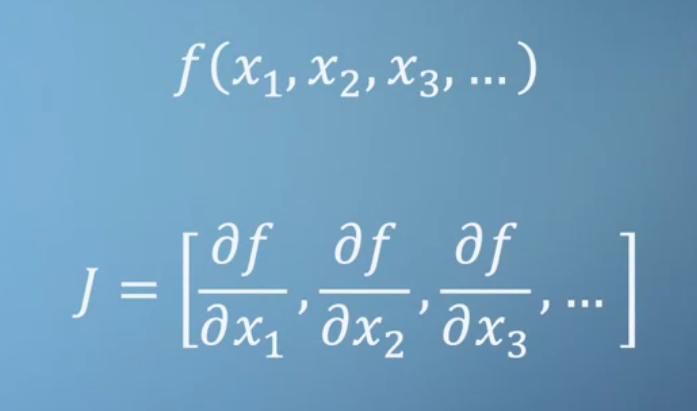 f(x₁, x₂, x₃, ...)
J = [∂f/∂x₁, ∂f/∂x₂, ∂f/∂x₃, ...]